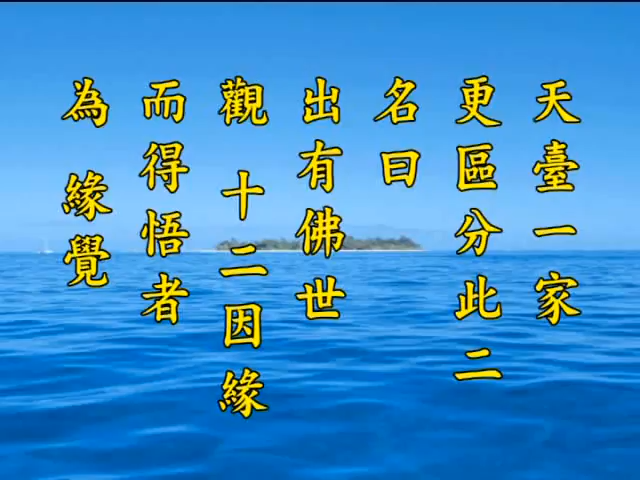 天臺一家
更區分此二
名曰
出有佛世
觀 十二因緣
而得悟者
為 緣覺